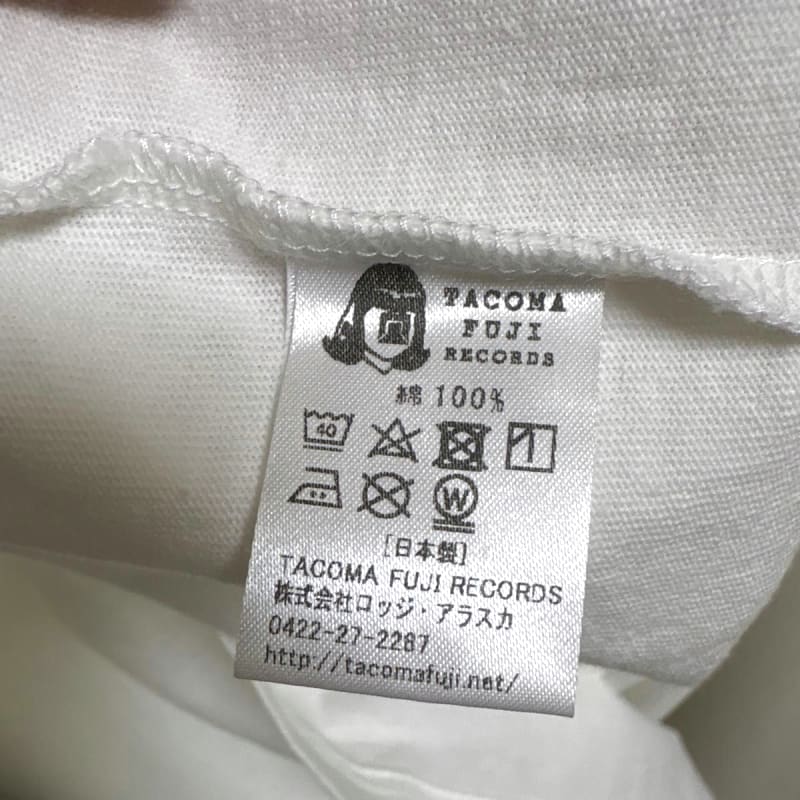 TACOMA
FUJI
RECORDS
綿 100%
40
W
[日本製]
TACOMA FUJI RECORDS
株式会社ロッジ・アラスカ
0422-27-2287
http://tacomafuji.net/